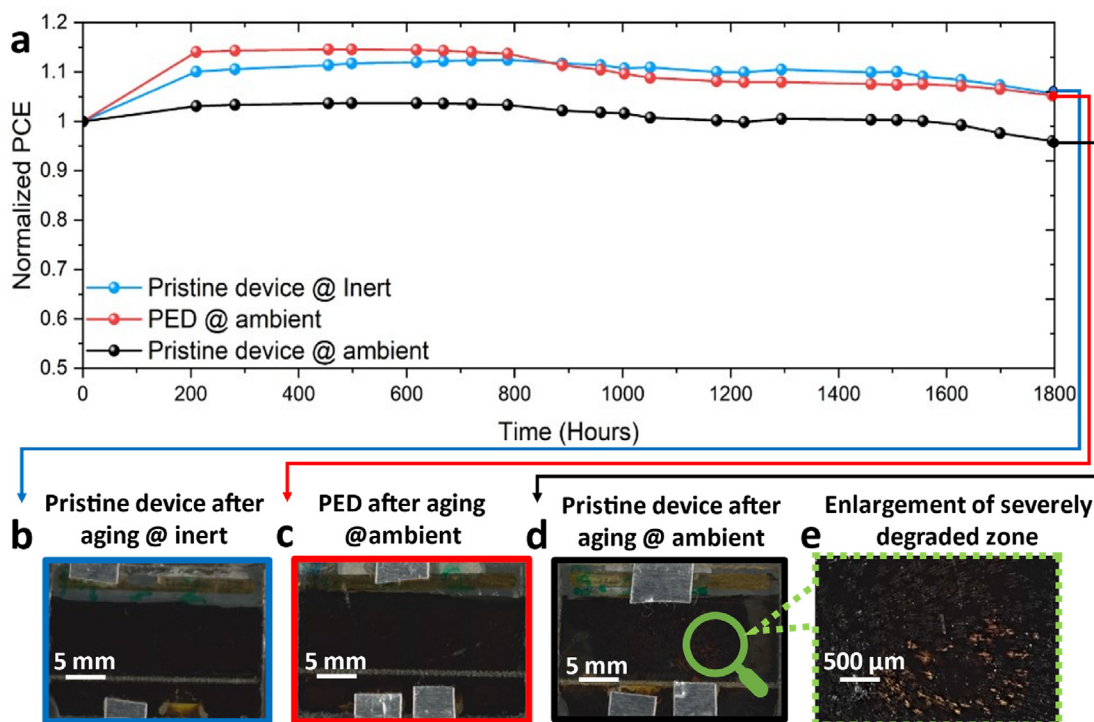 a
1.2
1.1
1
0.9
0.8
0.7
0.6
0.5
Normalized PCE
Pristine device @ Inert
PED @ ambient
Pristine device @ ambient
0 200 400 600 800 1000 1200 1400 1600 1800
Time (Hours)
b
Pristine device after
aging @ inert
5 mm
c
PED after aging
@ambient
5 mm
d
Pristine device after
aging @ ambient
5 mm
e
Enlargement of severely
degraded zone
500 µm